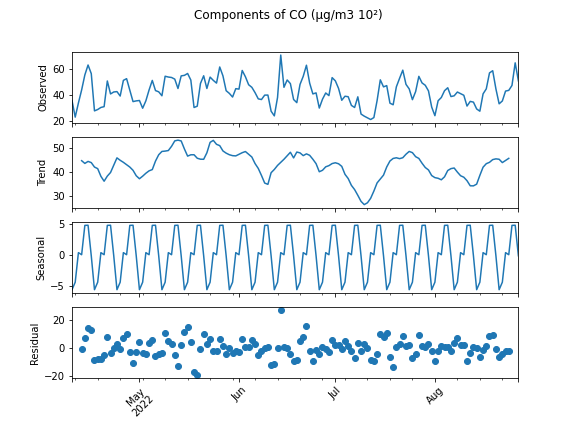 Components of CO (μg/m3 10²)
Observed
60
40
20
Trend
50
40
30
Seasonal
5
0
−5
Residual
20
0
−20
May
2022
Jun
Jul
Aug